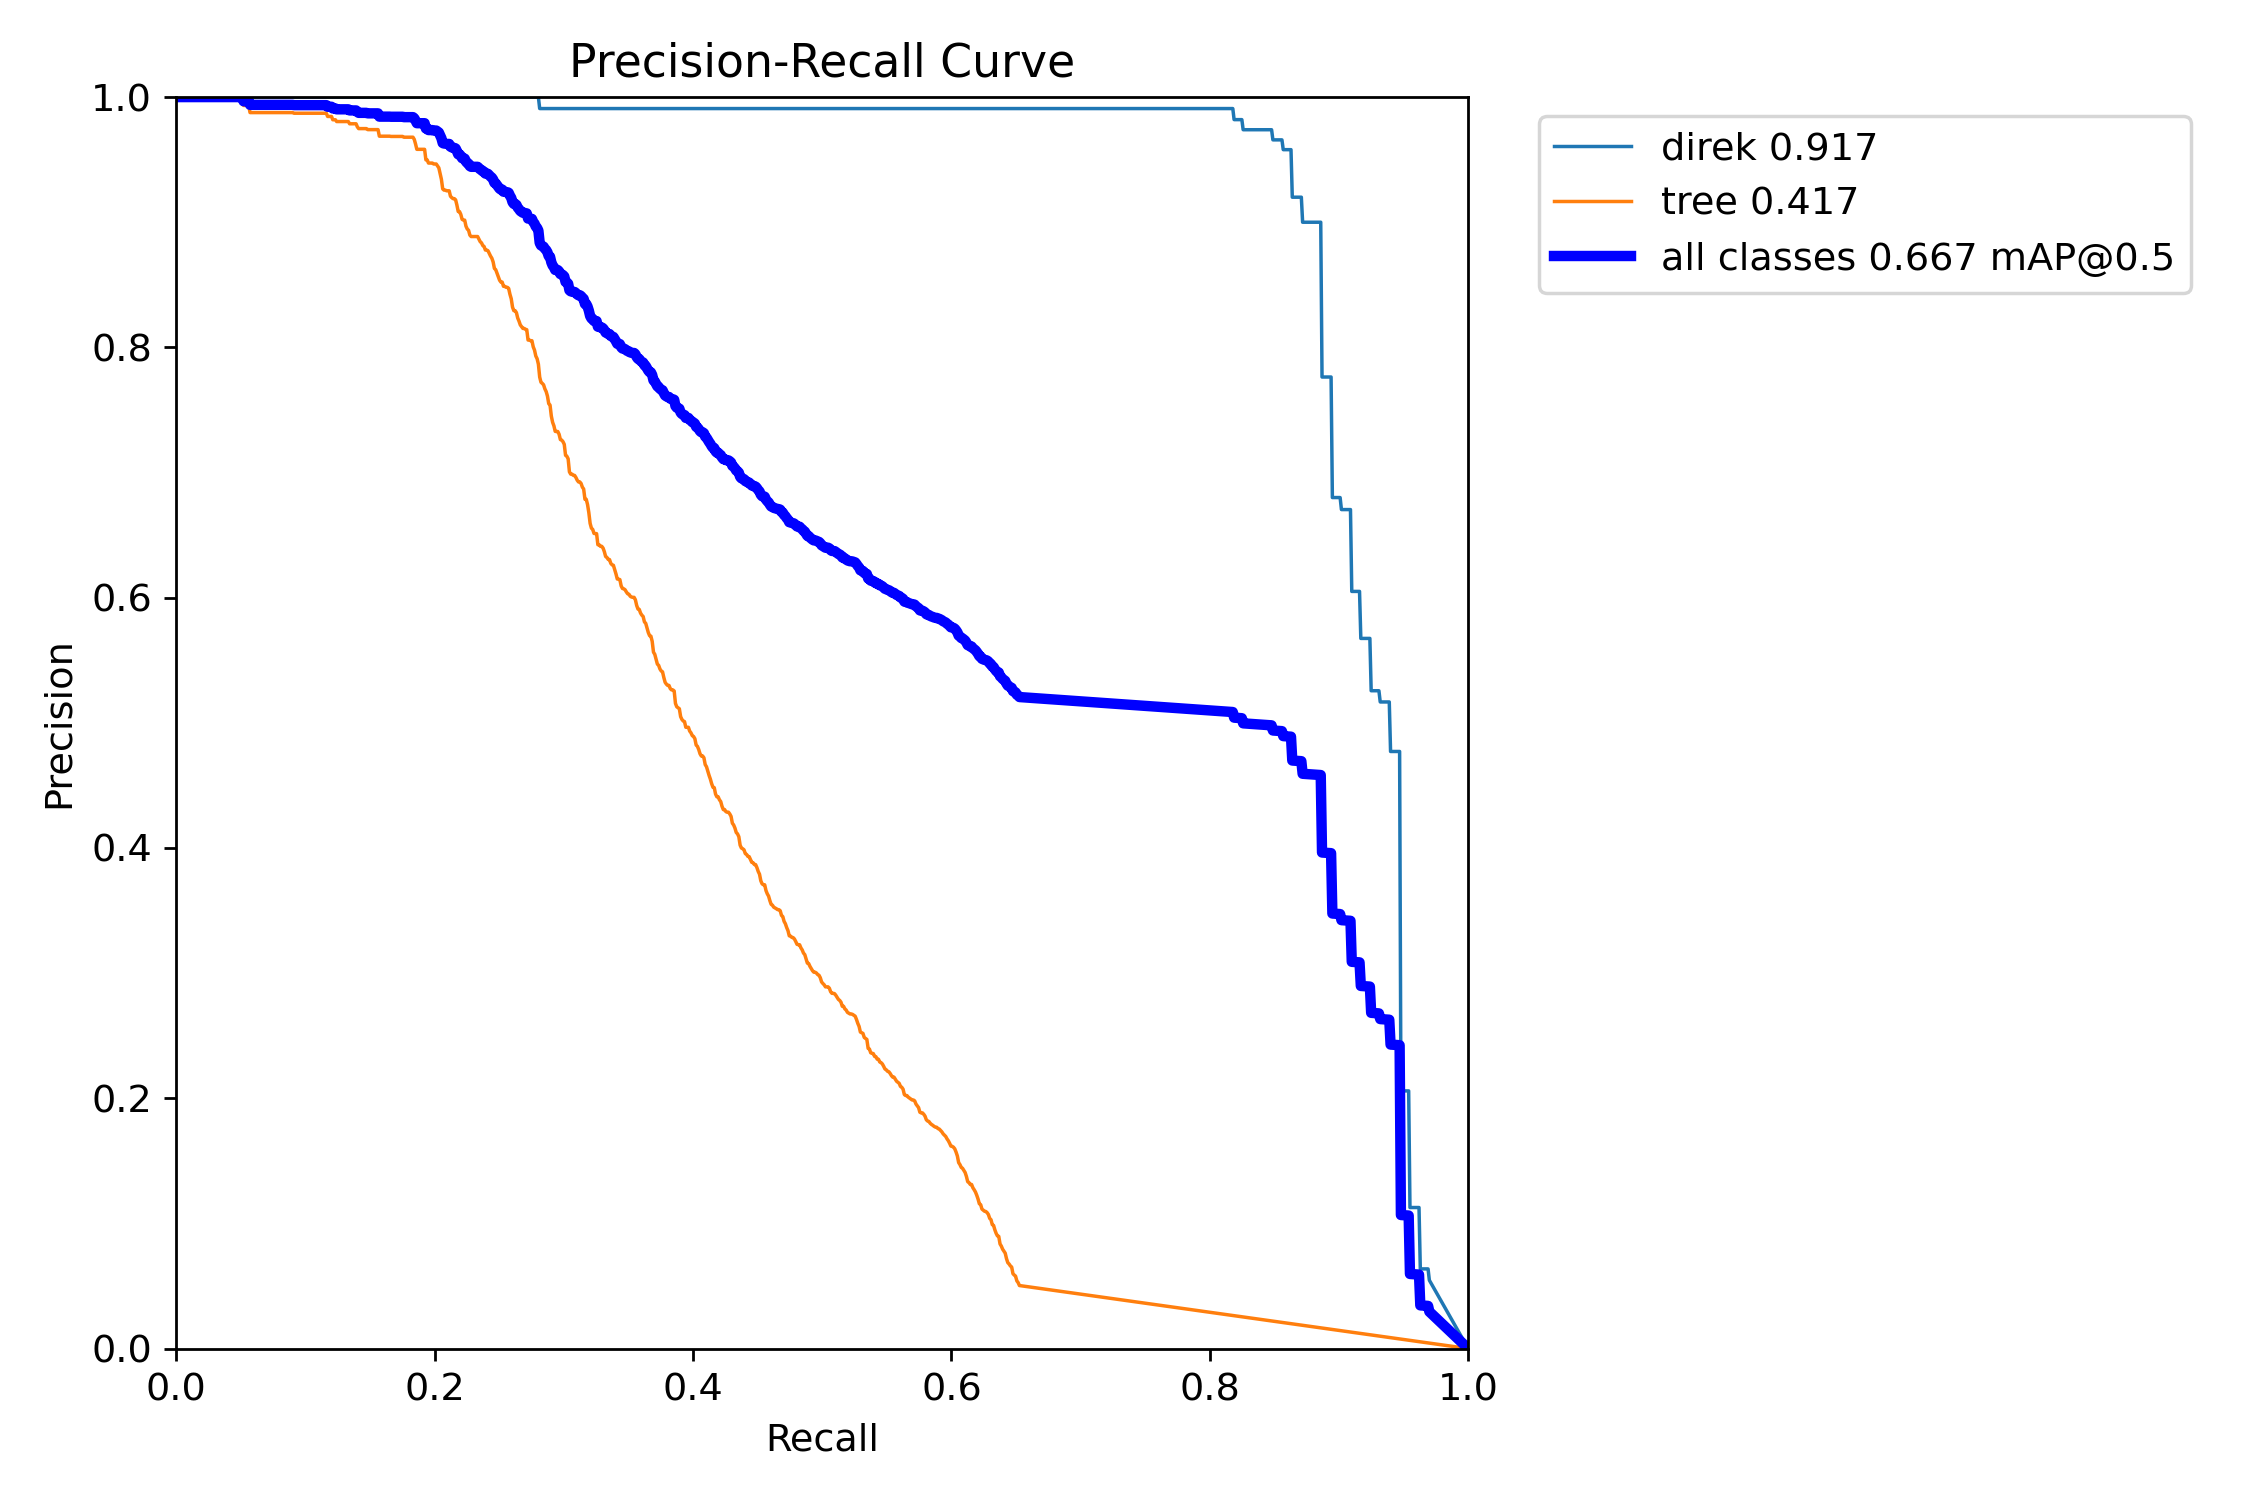 Precision-Recall Curve
1.0
0.8
0.6
0.4
0.2
0.0
Precision
0.0 0.2 0.4 0.6 0.8 1.0
Recall
direk 0.917
tree 0.417
all classes 0.667 mAP@0.5